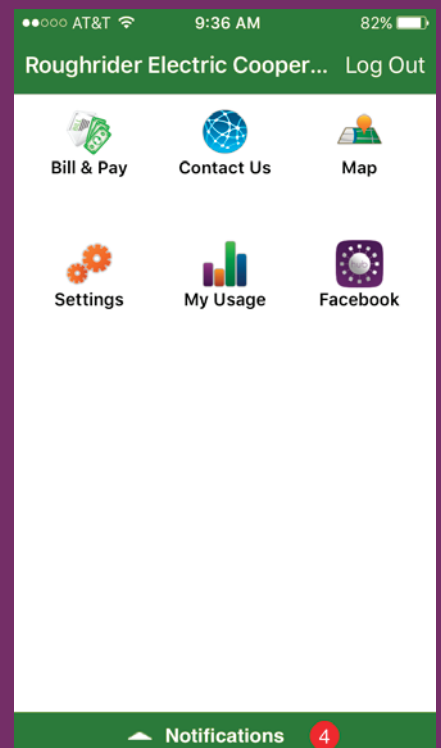 AT&T 9:36 AM 82%
Roughrider Electric Cooper... Log Out
Bill & Pay Contact Us Map
Settings My Usage Facebook
Notifications 4